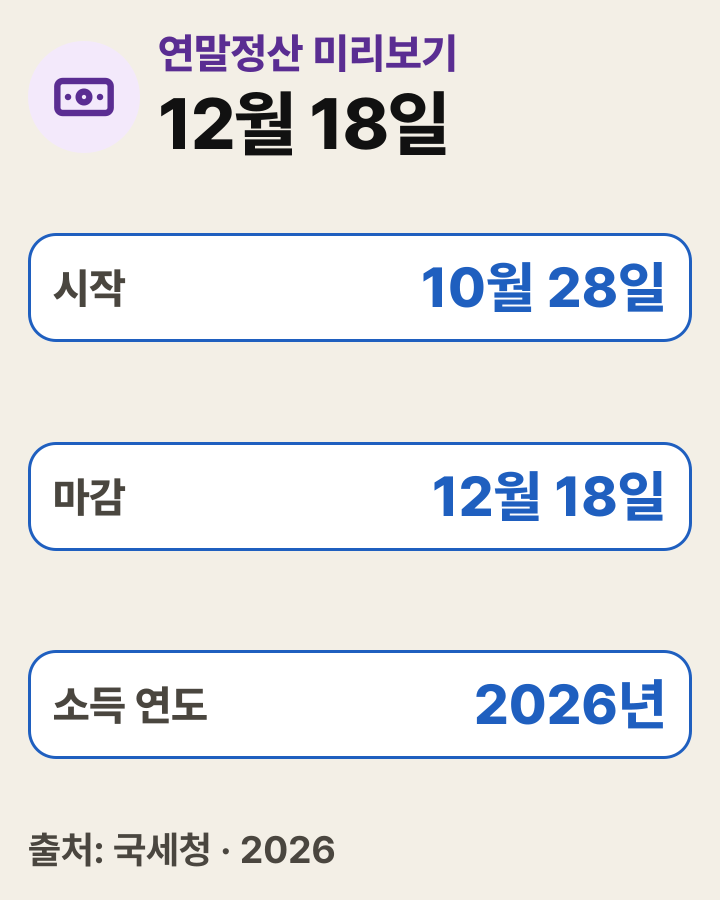 연말정산 미리보기
12월 18일
시작 10월 28일
마감 12월 18일
소득 연도 2026년
출처: 국세청 · 2026